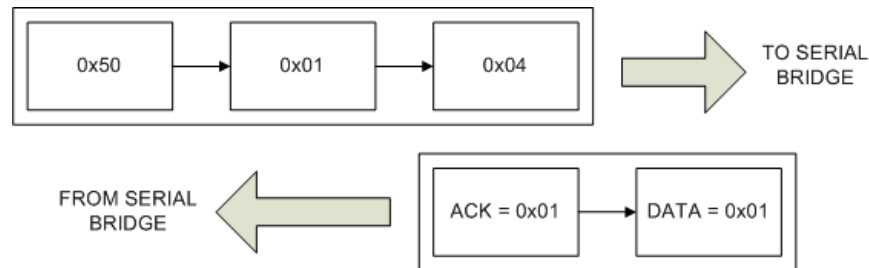 0x50
0x01
0x04
TO SERIAL
BRIDGE
FROM SERIAL
BRIDGE
ACK = 0x01
DATA = 0x01